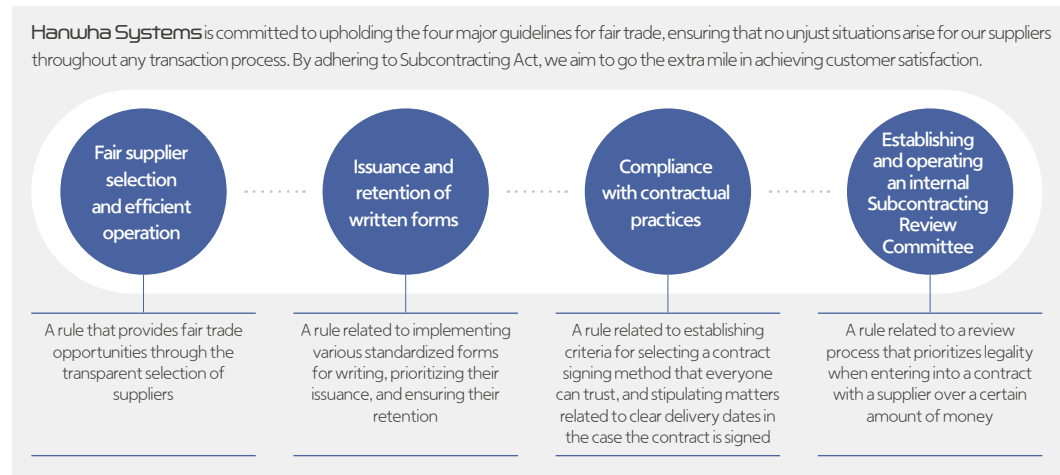 Hanwha Systems is committed to upholding the four major guidelines for fair trade, ensuring that no unjust situations arise for our suppliers
throughout any transaction process. By adhering to Subcontracting Act, we aim to go the extra mile in achieving customer satisfaction.
Fair supplier
selection
and efficient
operation
Issuance and
retention of
written forms
Compliance
with contractual
practices
Establishing
and operating
an internal
Subcontracting
Review
Committee
A rule that provides fair trade
opportunities through the
transparent selection of
suppliers
A rule related to implementing
various standardized forms
for writing, prioritizing their
issuance, and ensuring their
retention
A rule related to establishing
criteria for selecting a contract
signing method that everyone
can trust, and stipulating matters
related to clear delivery dates in
the case the contract is signed
A rule related to a review
process that prioritizes legality
when entering into a contract
with a supplier over a certain
amount of money